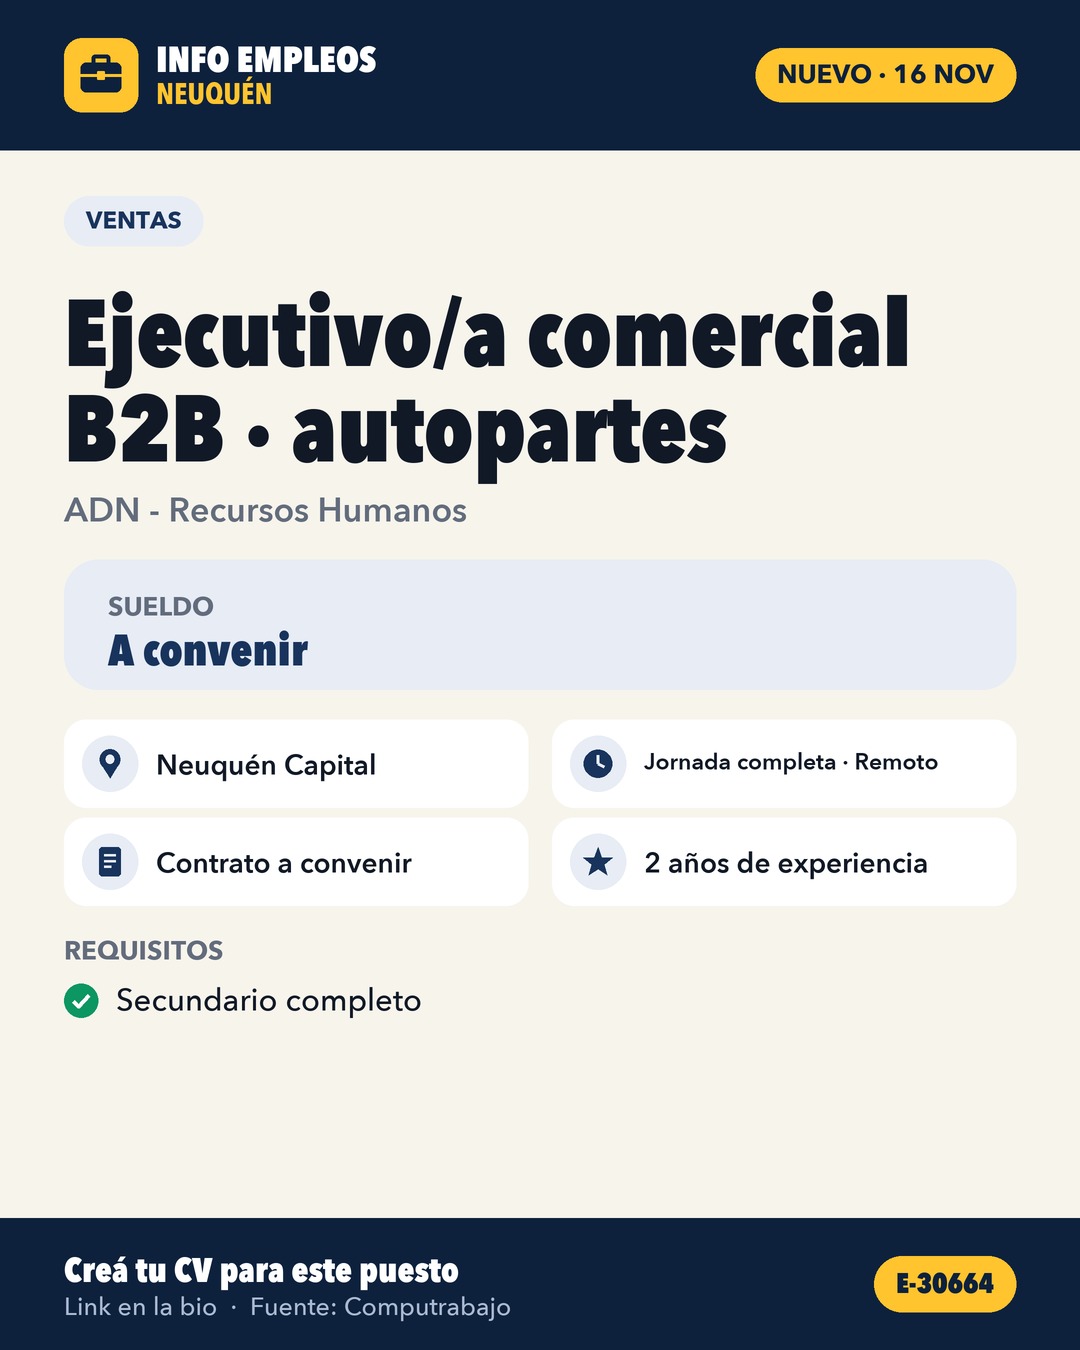 INFO EMPLEOS
NEUQUÉN
NUEVO · 16 NOV
VENTAS
Ejecutivo/a comercial
B2B · autopartes
ADN - Recursos Humanos
SUELDO
A convenir
Neuquén Capital
Jornada completa · Remoto
Contrato a convenir
2 años de experiencia
REQUISITOS
Secundario completo
Creá tu CV para este puesto
Link en la bio · Fuente: Computrabajo
E-30664